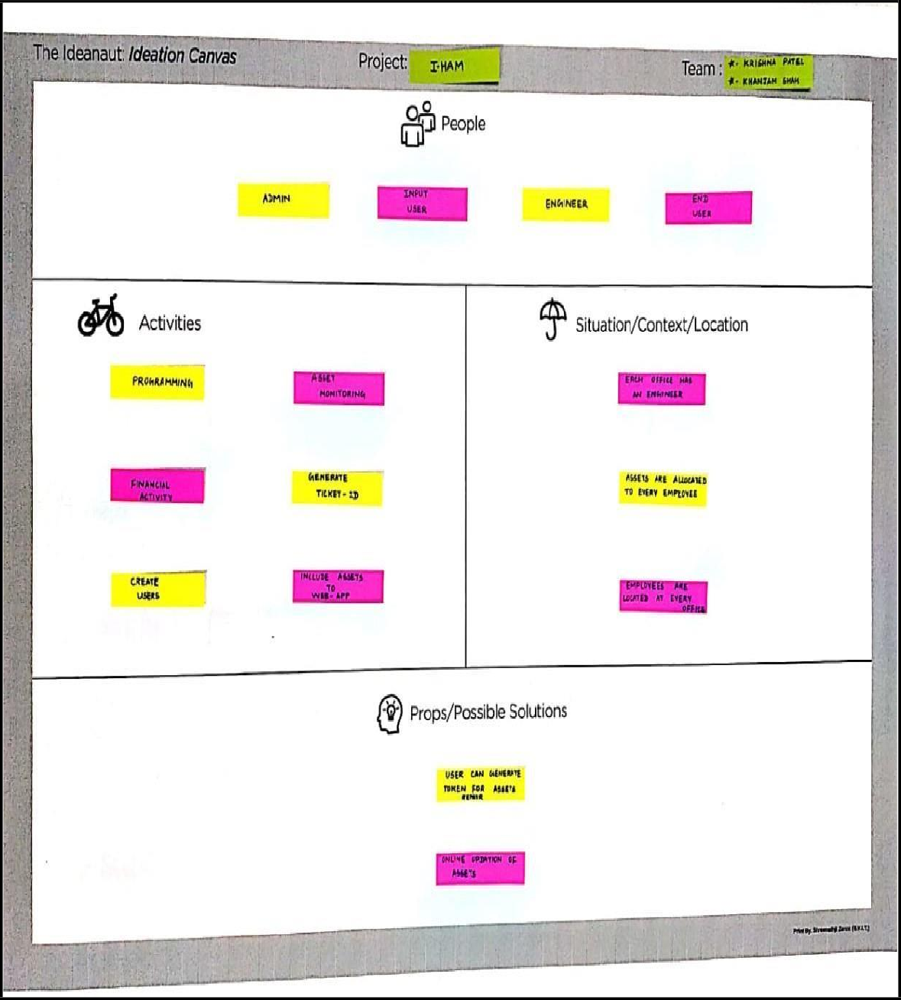 The Ideanaut: Ideation Canvas
Project: I-HAM
Team: *- KRISHNA PATEL
*- KHANJAN SHAH
People
ADMIN
INPUT
USER
ENGINEER
END
USER
Activities
PROGRAMMING
ASSET
MONITORING
FINANCIAL
ACTIVITY
GENERATE
TICKET-ID
CREATE
USERS
INCLUDE ASSETS
TO
WEB-APP
Situation/Context/Location
EACH OFFICE HAS
AN ENGINEER
ASSETS ARE ALLOCATED
TO EVERY EMPLOYEE
EMPLOYEES ARE
LOCATED AT EVERY
OFFICE
Props/Possible Solutions
USER CAN GENERATE
TOKEN FOR ASSETS
REPAIR
ONLINE UPDATION OF
ASSETS
Print By: